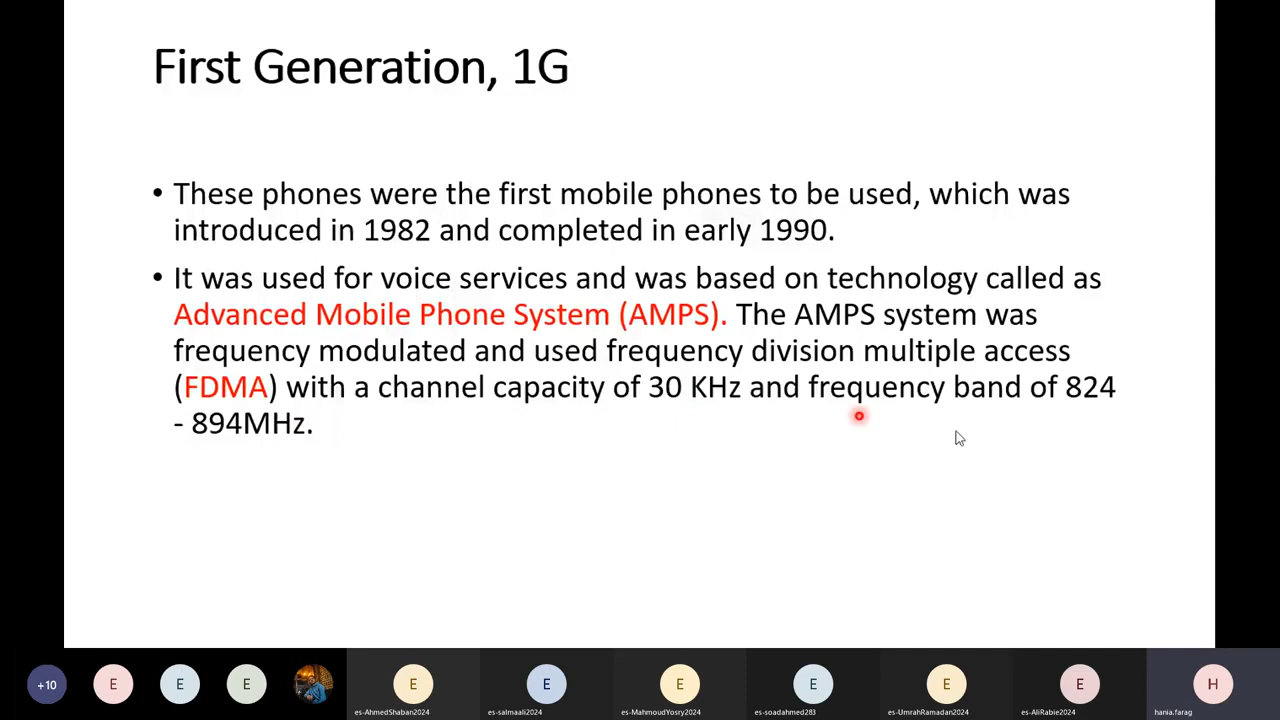 First Generation, 1G
• These phones were the first mobile phones to be used, which was
introduced in 1982 and completed in early 1990.
• It was used for voice services and was based on technology called as
Advanced Mobile Phone System (AMPS). The AMPS system was
frequency modulated and used frequency division multiple access
(FDMA) with a channel capacity of 30 KHz and frequency band of 824
- 894MHz.
+10 E E E E E E E E E H
es-AhmedShaban2024 es-salmaali2024 es-MahmoudYosry2024 es-soadahmed283 es-UmrahRamadan2024 es-AliRabie2024 hania.farag